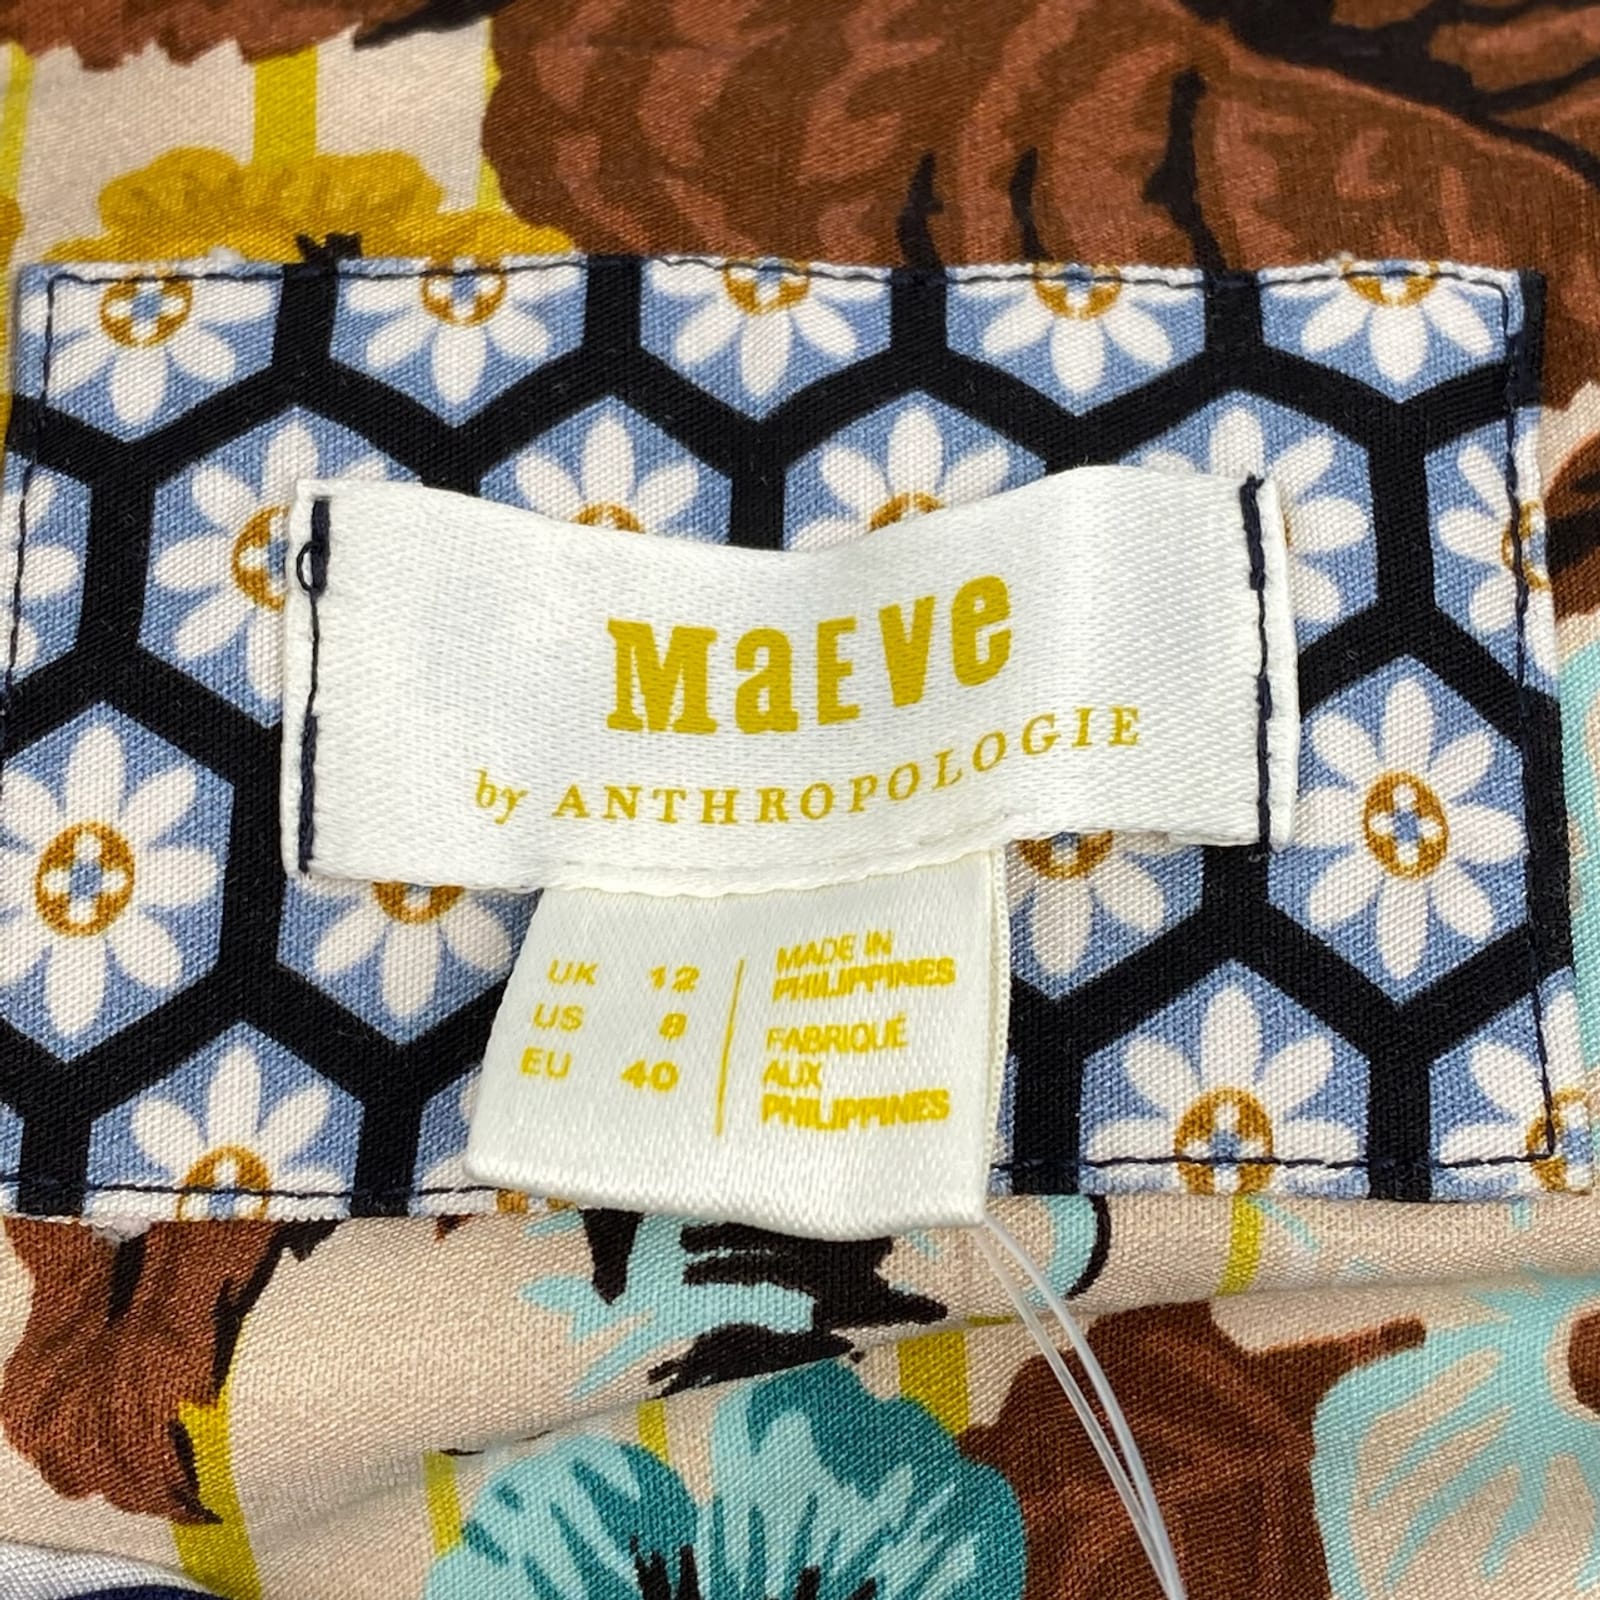 MaEVe
by ANTHROPOLOGIE
UK 12
US 8
EU 40
MADE IN
PHILIPPINES
FABRIQUÉ
AUX
PHILIPPINES